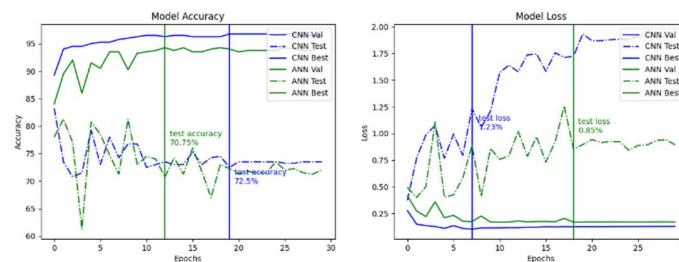 Model Accuracy
Accuracy
95
90
85
80
75
70
65
60
0
5
10
15
20
25
30
Epochs
CNN Val
CNN Test
CNN Best
ANN Val
ANN Test
ANN Best
test accuracy
70.75%
test accuracy
72.5%
Model Loss
Loss
2.00
1.75
1.50
1.25
1.00
0.75
0.50
0.25
0
5
10
15
20
25
Epochs
CNN Val
CNN Test
CNN Best
ANN Val
ANN Test
ANN Best
test loss
1.23%
test loss
0.85%